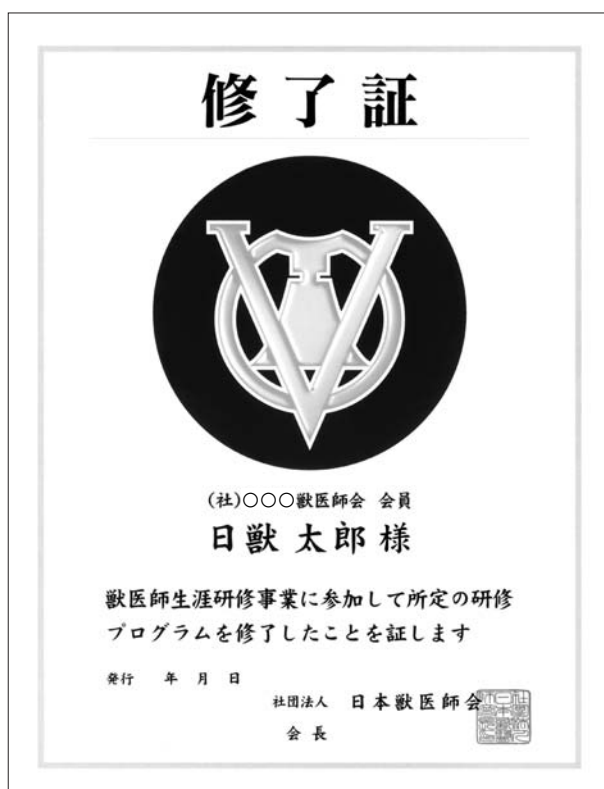 修了証
(社)○○○獣医師会 会員
日獣 太郎 様
獣医師生涯研修事業に参加して所定の研修
プログラムを修了したことを証します
発行 年 月 日
社団法人 日本獣医師会
会 長